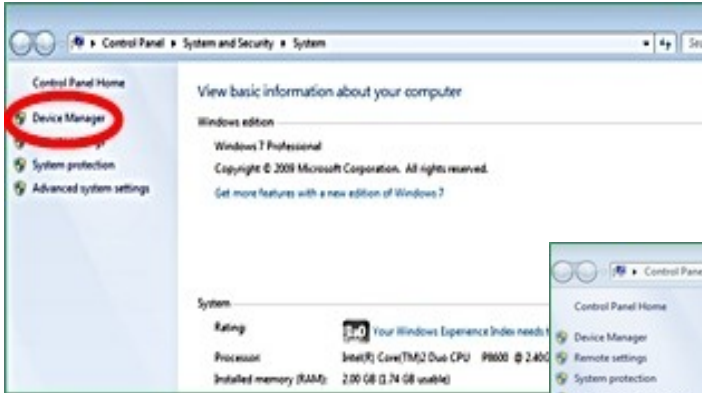 Control Panel ▸ System and Security ▸ System
Control Panel Home
Device Manager
System protection
Advanced system settings
View basic information about your computer
Windows edition
Windows 7 Professional
Copyright © 2009 Microsoft Corporation. All rights reserved.
Get more features with a new edition of Windows 7
System
Rating:
Your Windows Experience Index needs
Processor: Intel(R) Core(TM)2 Duo CPU P8600 @ 2.40G
Installed memory (RAM): 2.00 GB (1.74 GB usable)
Control Pane
Control Panel Home
Device Manager
Remote settings
System protection